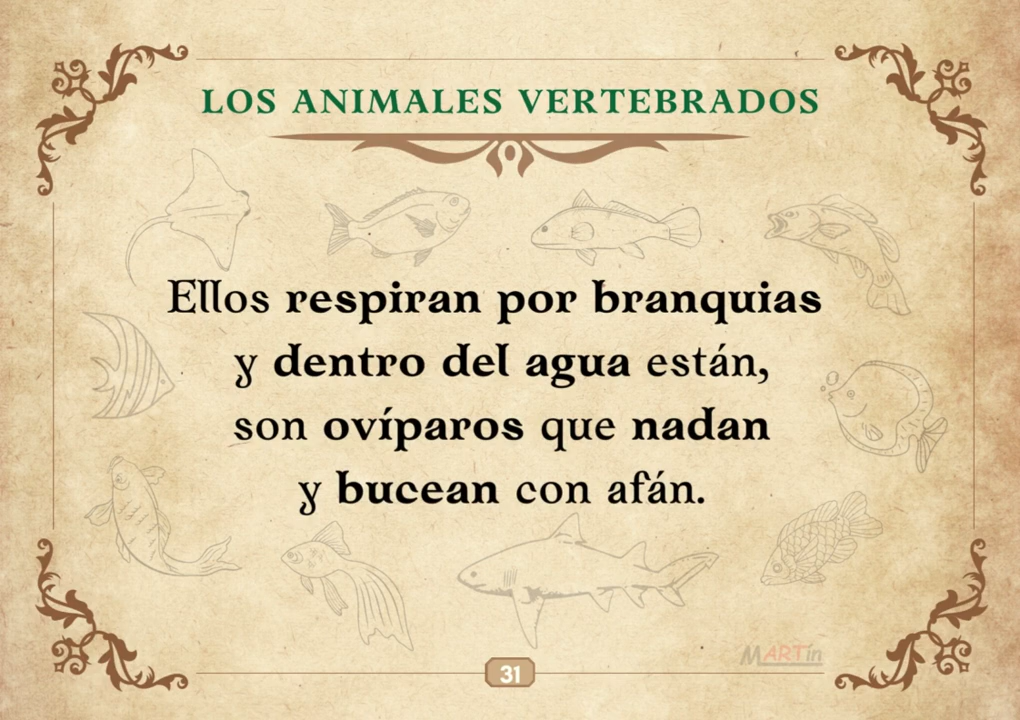 LOS ANIMALES VERTEBRADOS
Ellos respiran por branquias
y dentro del agua están,
son ovíparos que nadan
y bucean con afán.
MARTín
31